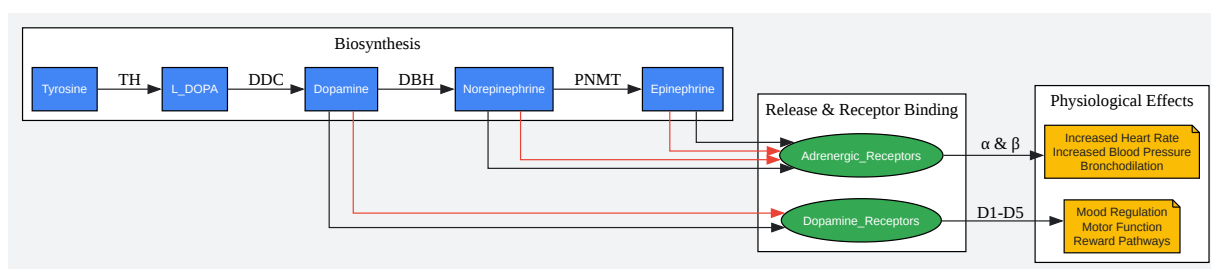 Biosynthesis
Tyrosine
TH
L_DOPA
DDC
Dopamine
DBH
Norepinephrine
PNMT
Epinephrine
Release & Receptor Binding
Adrenergic_Receptors
Dopamine_Receptors
α & β
D1-D5
Physiological Effects
Increased Heart Rate
Increased Blood Pressure
Bronchodilation
Mood Regulation
Motor Function
Reward Pathways